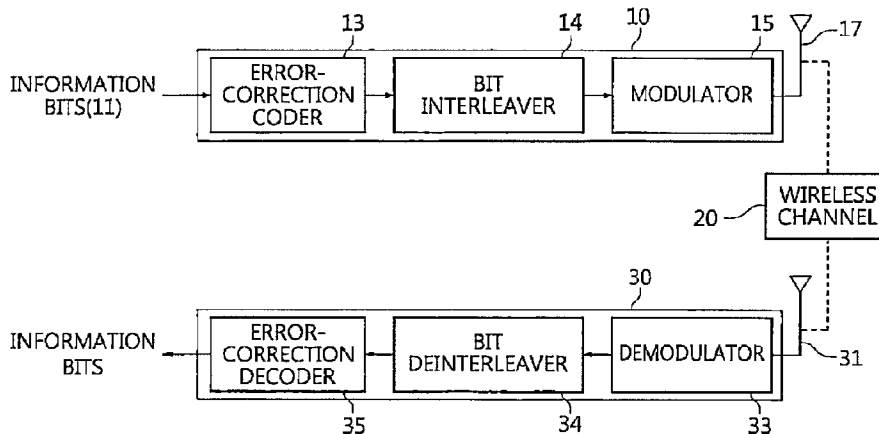 13
14
10
15
17
INFORMATION
BITS(11)
ERROR-
CORRECTION
CODER
BIT
INTERLEAVER
MODULATOR
20
WIRELESS
CHANNEL
30
INFORMATION
BITS
ERROR-
CORRECTION
DECODER
BIT
DEINTERLEAVER
DEMODULATOR
31
35
34
33